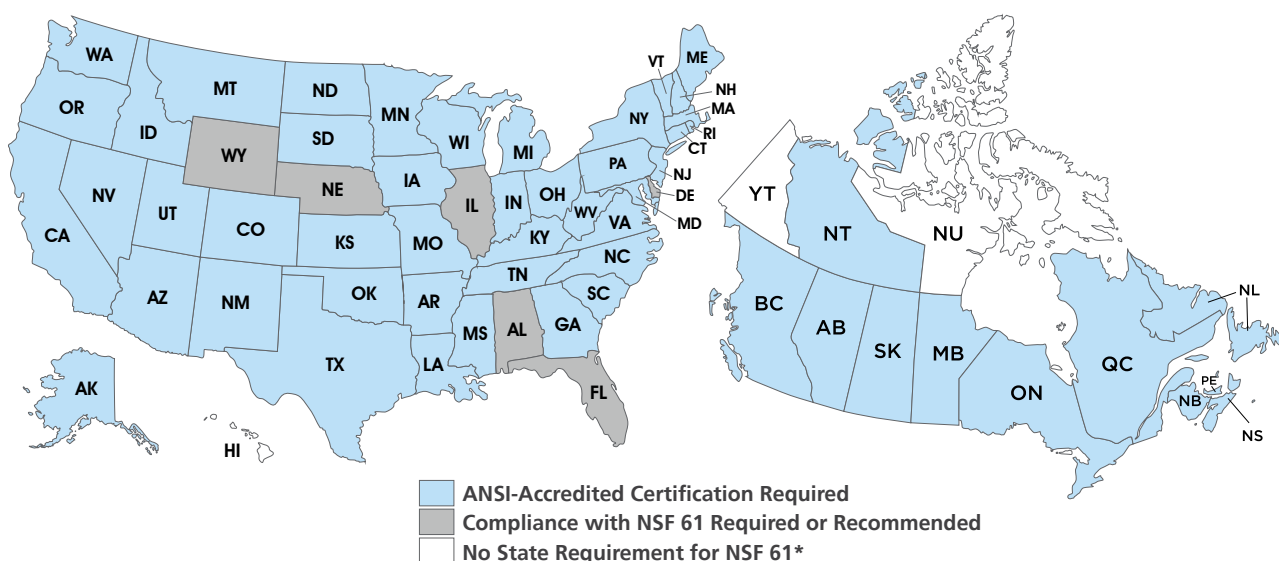 WA
MT
ND
MN
OR
ID
SD
WI
MI
VT
ME
NH
MA
NY
RI
CT
WY
NE
IA
IL
IN
OH
PA
NJ
DE
MD
NV
UT
CO
KS
MO
KY
WV
VA
CA
AZ
NM
OK
AR
TN
NC
SC
MS
AL
GA
TX
LA
FL
AK
HI
YT
NT
NU
BC
AB
SK
MB
ON
QC
NL
PE
NB
NS
ANSI-Accredited Certification Required
Compliance with NSF 61 Required or Recommended
No State Requirement for NSF 61*